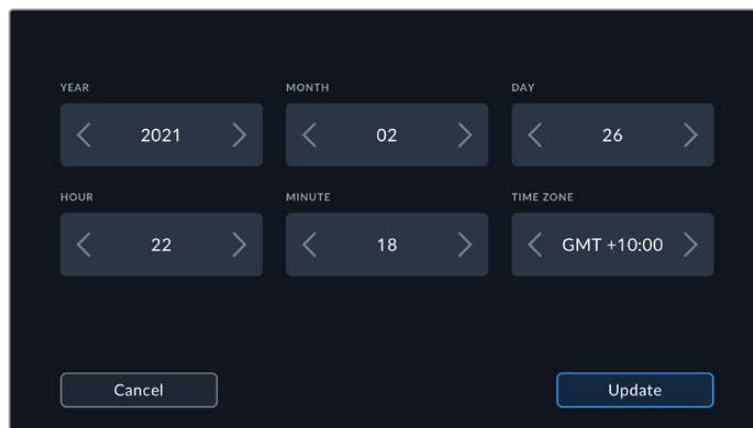 YEAR MONTH DAY
2021 02 26
HOUR MINUTE TIME ZONE
22 18 GMT +10:00
Cancel Update